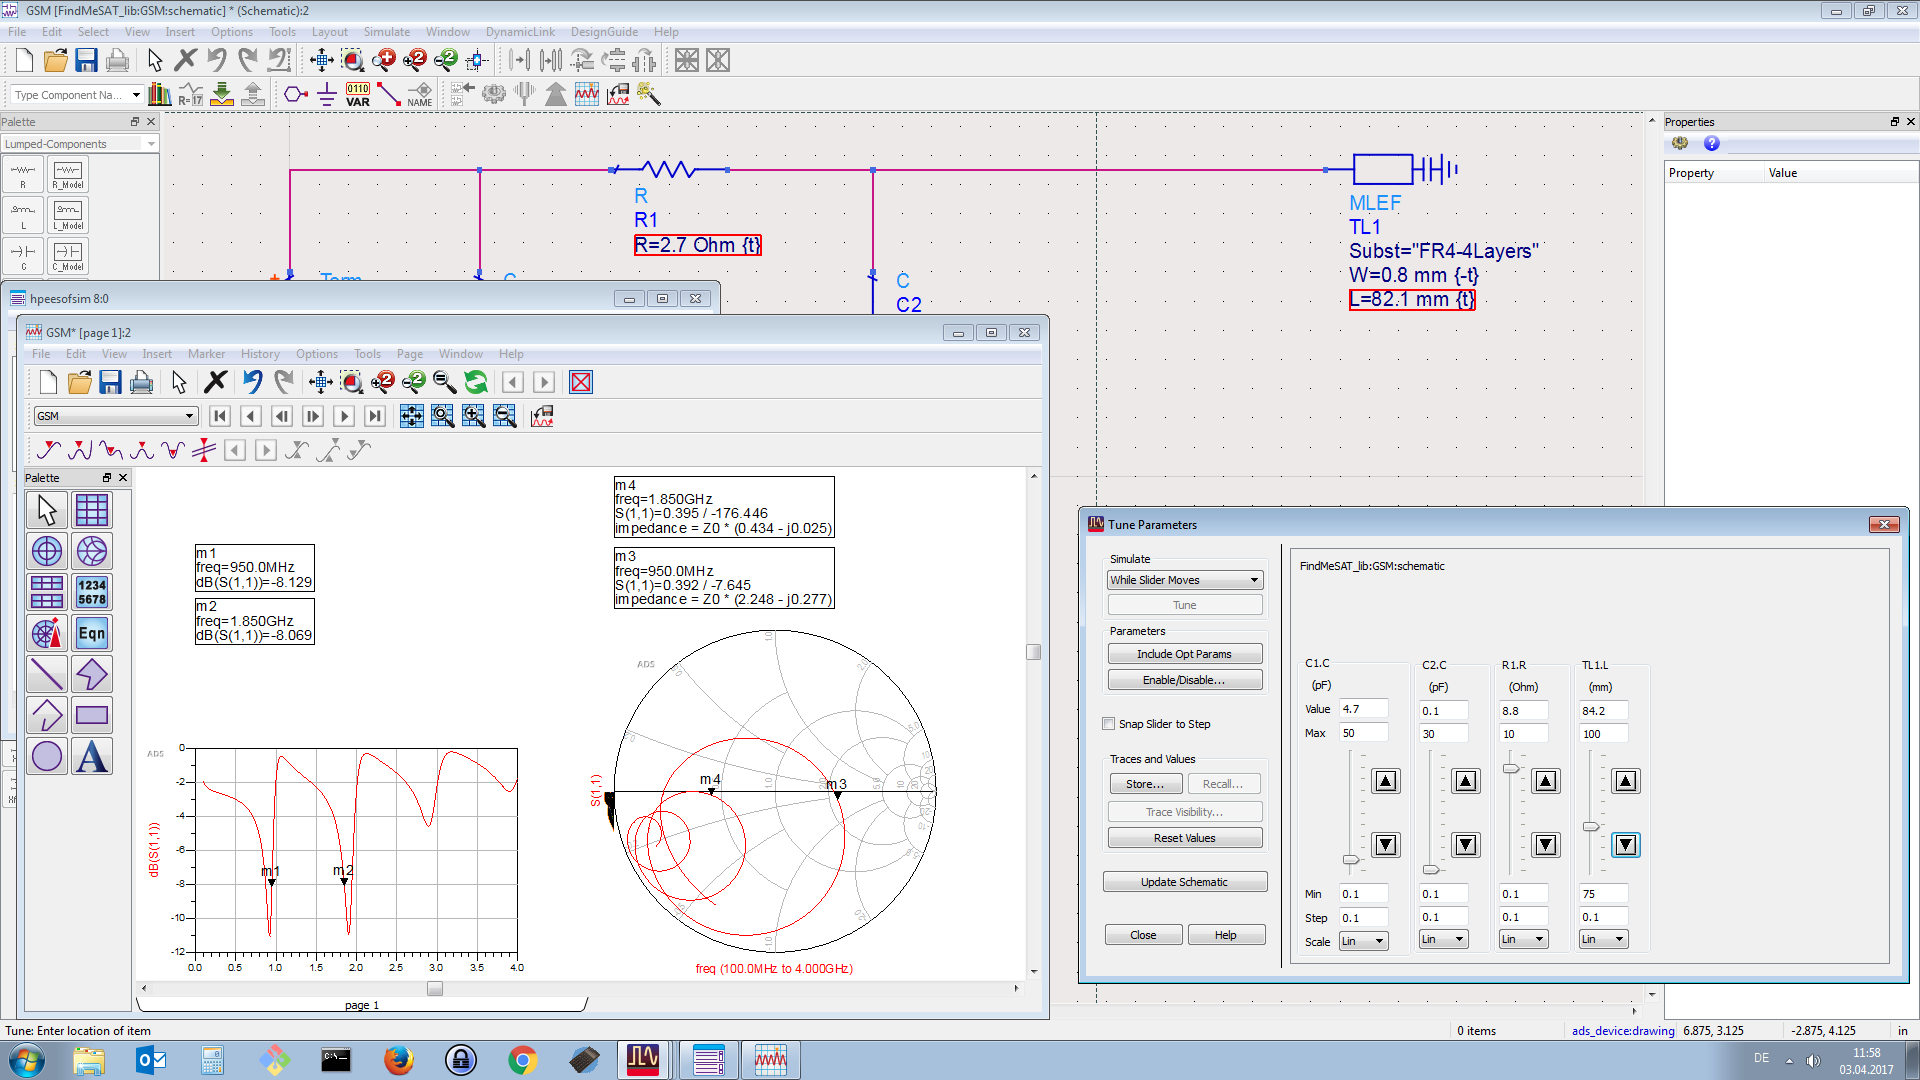 GSM [FindMeSAT_lib:GSM:schematic] * (Schematic):2
File Edit Select View Insert Options Tools Layout Simulate Window DynamicLink DesignGuide Help
Type Component Na...
R=17
0110
VAR
NAME
Palette
Lumped-Components
R
R_Model
L
L_Model
C
C_Model
R
R1
R=2.7 Ohm {t}
Term
C
C
C2
MLEF
TL1
Subst="FR4-4Layers"
W=0.8 mm {-t}
L=82.1 mm {t}
Properties
Property Value
hpeesofsim 8:0
GSM* [page 1]:2
File Edit View Insert Marker History Options Tools Page Window Help
GSM
Palette
1234
5678
Eqn
A
m1
freq=950.0MHz
dB(S(1,1))=-8.129
m2
freq=1.850GHz
dB(S(1,1))=-8.069
m4
freq=1.850GHz
S(1,1)=0.395 / -176.446
impedance = Z0 * (0.434 - j0.025)
m3
freq=950.0MHz
S(1,1)=0.392 / -7.645
impedance = Z0 * (2.248 - j0.277)
ADS
0
-2
-4
-6
-8
-10
-12
dB(S(1,1))
m1
m2
0.0 0.5 1.0 1.5 2.0 2.5 3.0 3.5 4.0
ADS
S(1,1)
m4
m3
freq (100.0MHz to 4.000GHz)
page 1
Tune Parameters
Simulate
While Slider Moves
Tune
Parameters
Include Opt Params
Enable/Disable...
Snap Slider to Step
Traces and Values
Store...
Recall...
Trace Visibility...
Reset Values
Update Schematic
Close
Help
FindMeSAT_lib:GSM:schematic
C1.C C2.C R1.R TL1.L
(pF) (pF) (Ohm) (mm)
Value 4.7 0.1 8.8 84.2
Max 50 30 10 100
Min 0.1 0.1 0.1 75
Step 0.1 0.1 0.1 0.1
Scale Lin Lin Lin Lin
Tune: Enter location of item
0 items
ads_device:drawing
6.875, 3.125
-2.875, 4.125
in
DE
11:58
03.04.2017